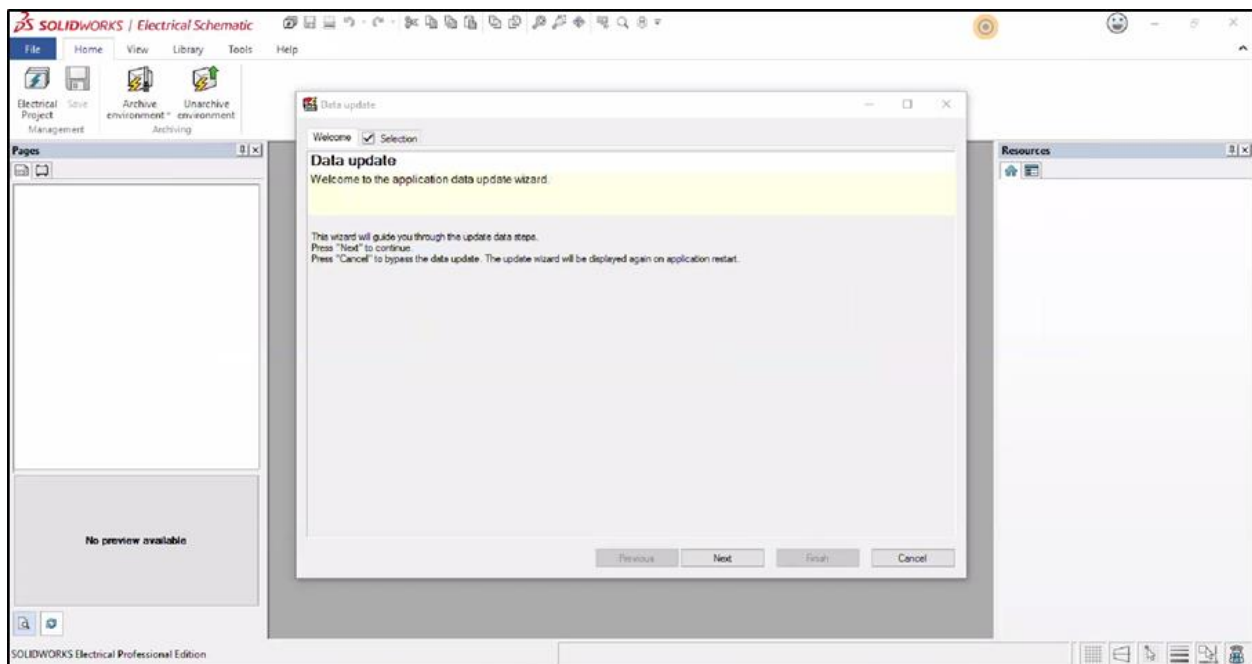 SOLIDWORKS | Electrical Schematic
File Home View Library Tools Help
Electrical Project
Save
Archive environment
Unarchive environment
Management
Archiving
Pages
No preview available
Data update
Welcome Selection
Data update
Welcome to the application data update wizard.
This wizard will guide you through the update data steps.
Press "Next" to continue.
Press "Cancel" to bypass the data update. The update wizard will be displayed again on application restart.
Previous Next Finish Cancel
Resources
SOLIDWORKS Electrical Professional Edition